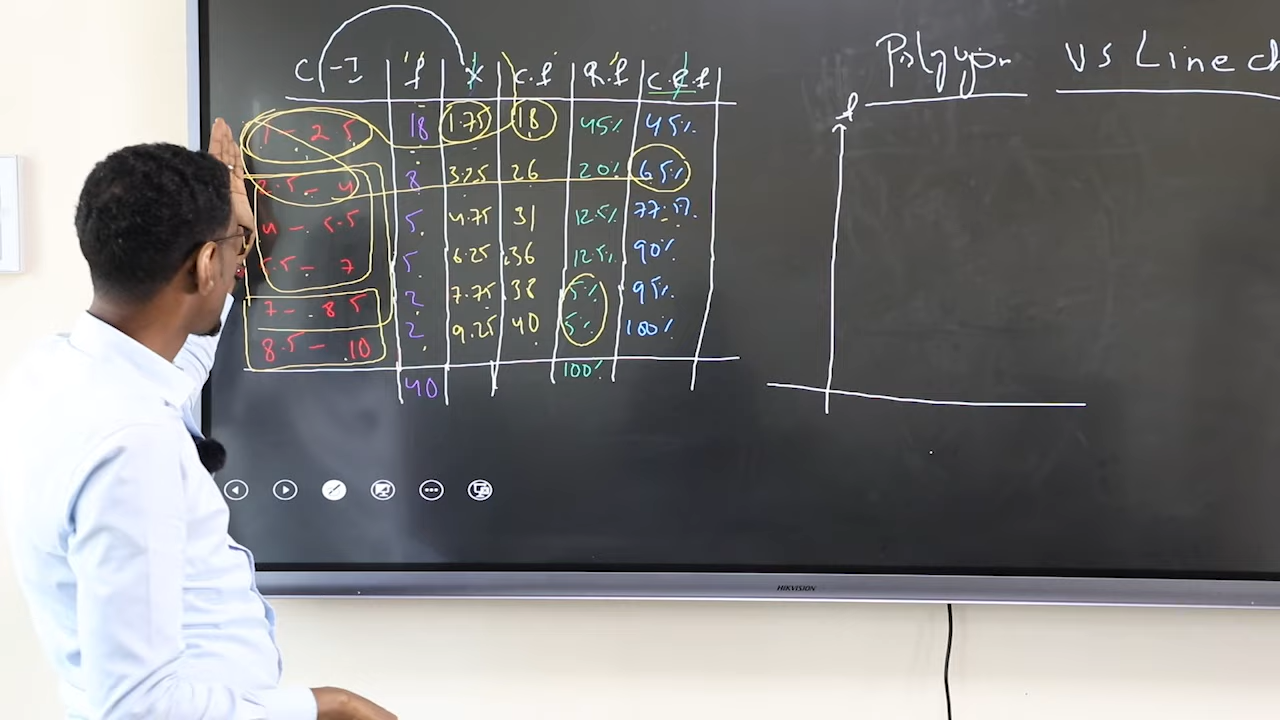 C-I f x C.f R.f C.R.f
1 - 2.5 18 1.75 18 45% 45%
2.5 - 4 8 3.25 26 20% 65%
4 - 5.5 5 4.75 31 12.5% 77.5%
5.5 - 7 5 6.25 36 12.5% 90%
7 - 8.5 2 7.75 38 5% 95%
8.5 - 10 2 9.25 40 5% 100%
40 100%
Polygon VS Line ch
f
HIKVISION